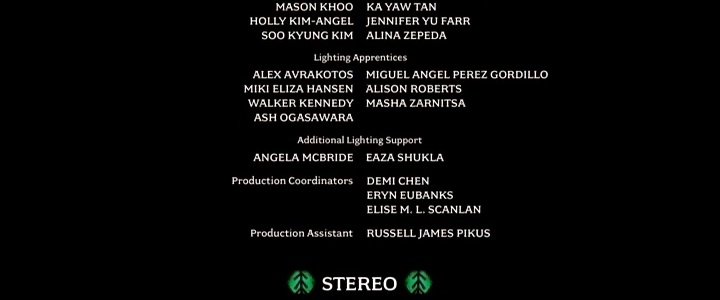 MASON KHOO KA YAW TAN
HOLLY KIM-ANGEL JENNIFER YU FARR
SOO KYUNG KIM ALINA ZEPEDA
Lighting Apprentices
ALEX AVRAKOTOS MIGUEL ANGEL PEREZ GORDILLO
MIKI ELIZA HANSEN ALISON ROBERTS
WALKER KENNEDY MASHA ZARNITSA
ASH OGASAWARA
Additional Lighting Support
ANGELA MCBRIDE EAZA SHUKLA
Production Coordinators DEMI CHEN
ERYN EUBANKS
ELISE M. L. SCANLAN
Production Assistant RUSSELL JAMES PIKUS
STEREO